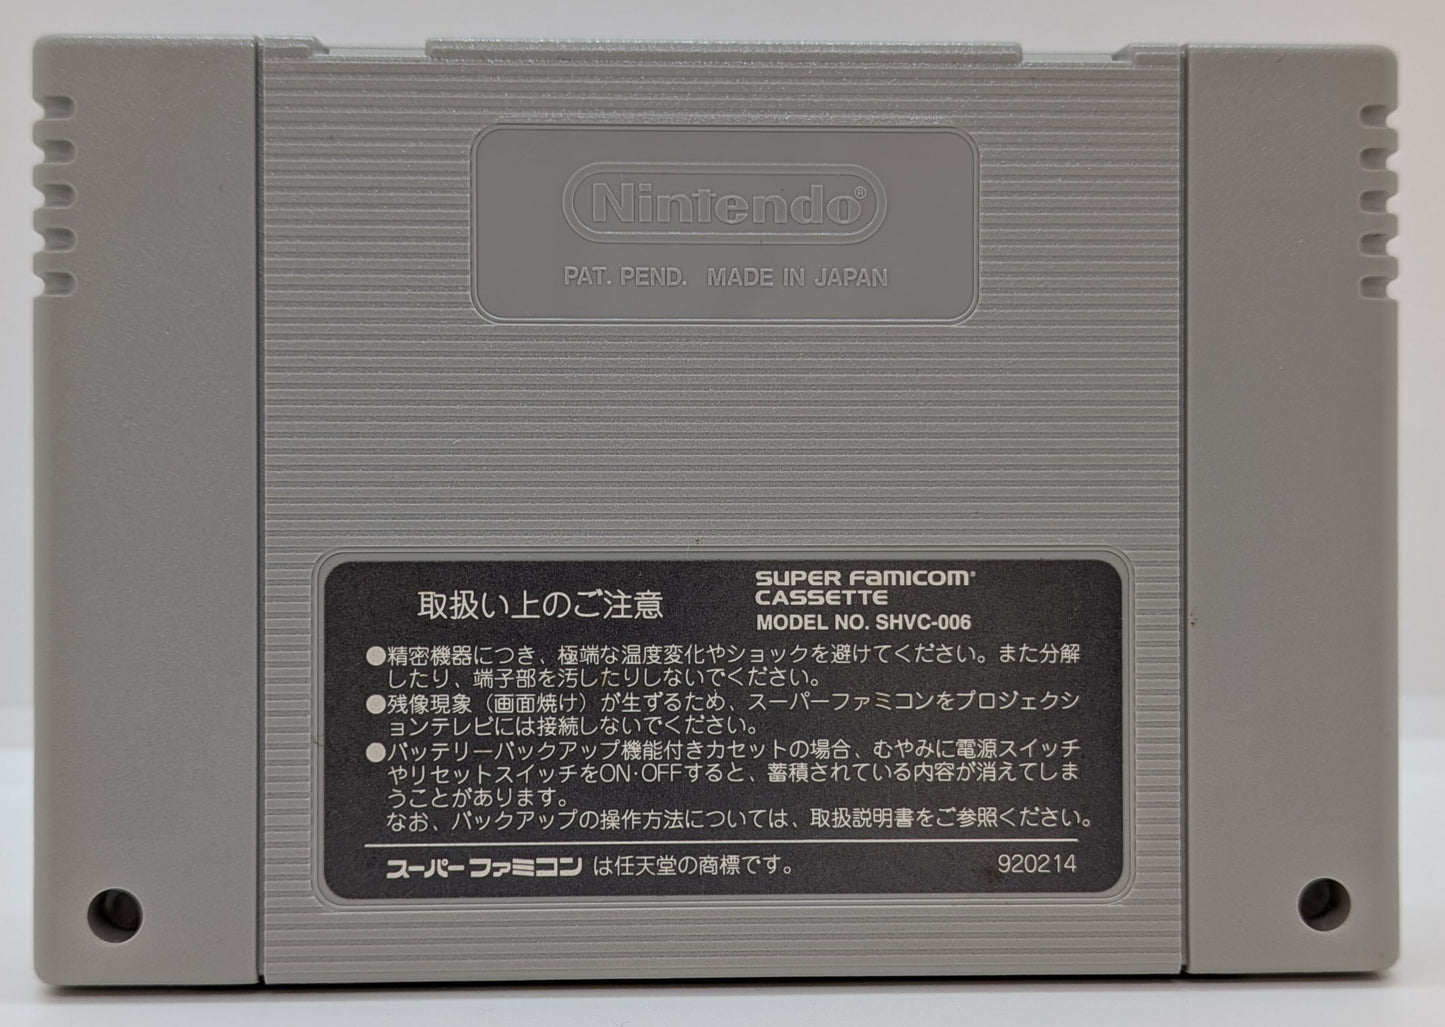 Nintendo®
PAT. PEND. MADE IN JAPAN
取扱い上のご注意
SUPER FAMICOM®
CASSETTE
MODEL NO. SHVC-006
●精密機器につき、極端な温度変化やショックを避けてください。また分解
したり、端子部を汚したりしないでください。
●残像現象（画面焼け）が生ずるため、スーパーファミコンをプロジェクシ
ョンテレビには接続しないでください。
●バッテリーバックアップ機能付きカセットの場合、むやみに電源スイッチ
やリセットスイッチをON・OFFすると、蓄積されている内容が消えてしま
うことがあります。
なお、バックアップの操作方法については、取扱説明書をご参照ください。
スーパーファミコン は任天堂の商標です。
920214